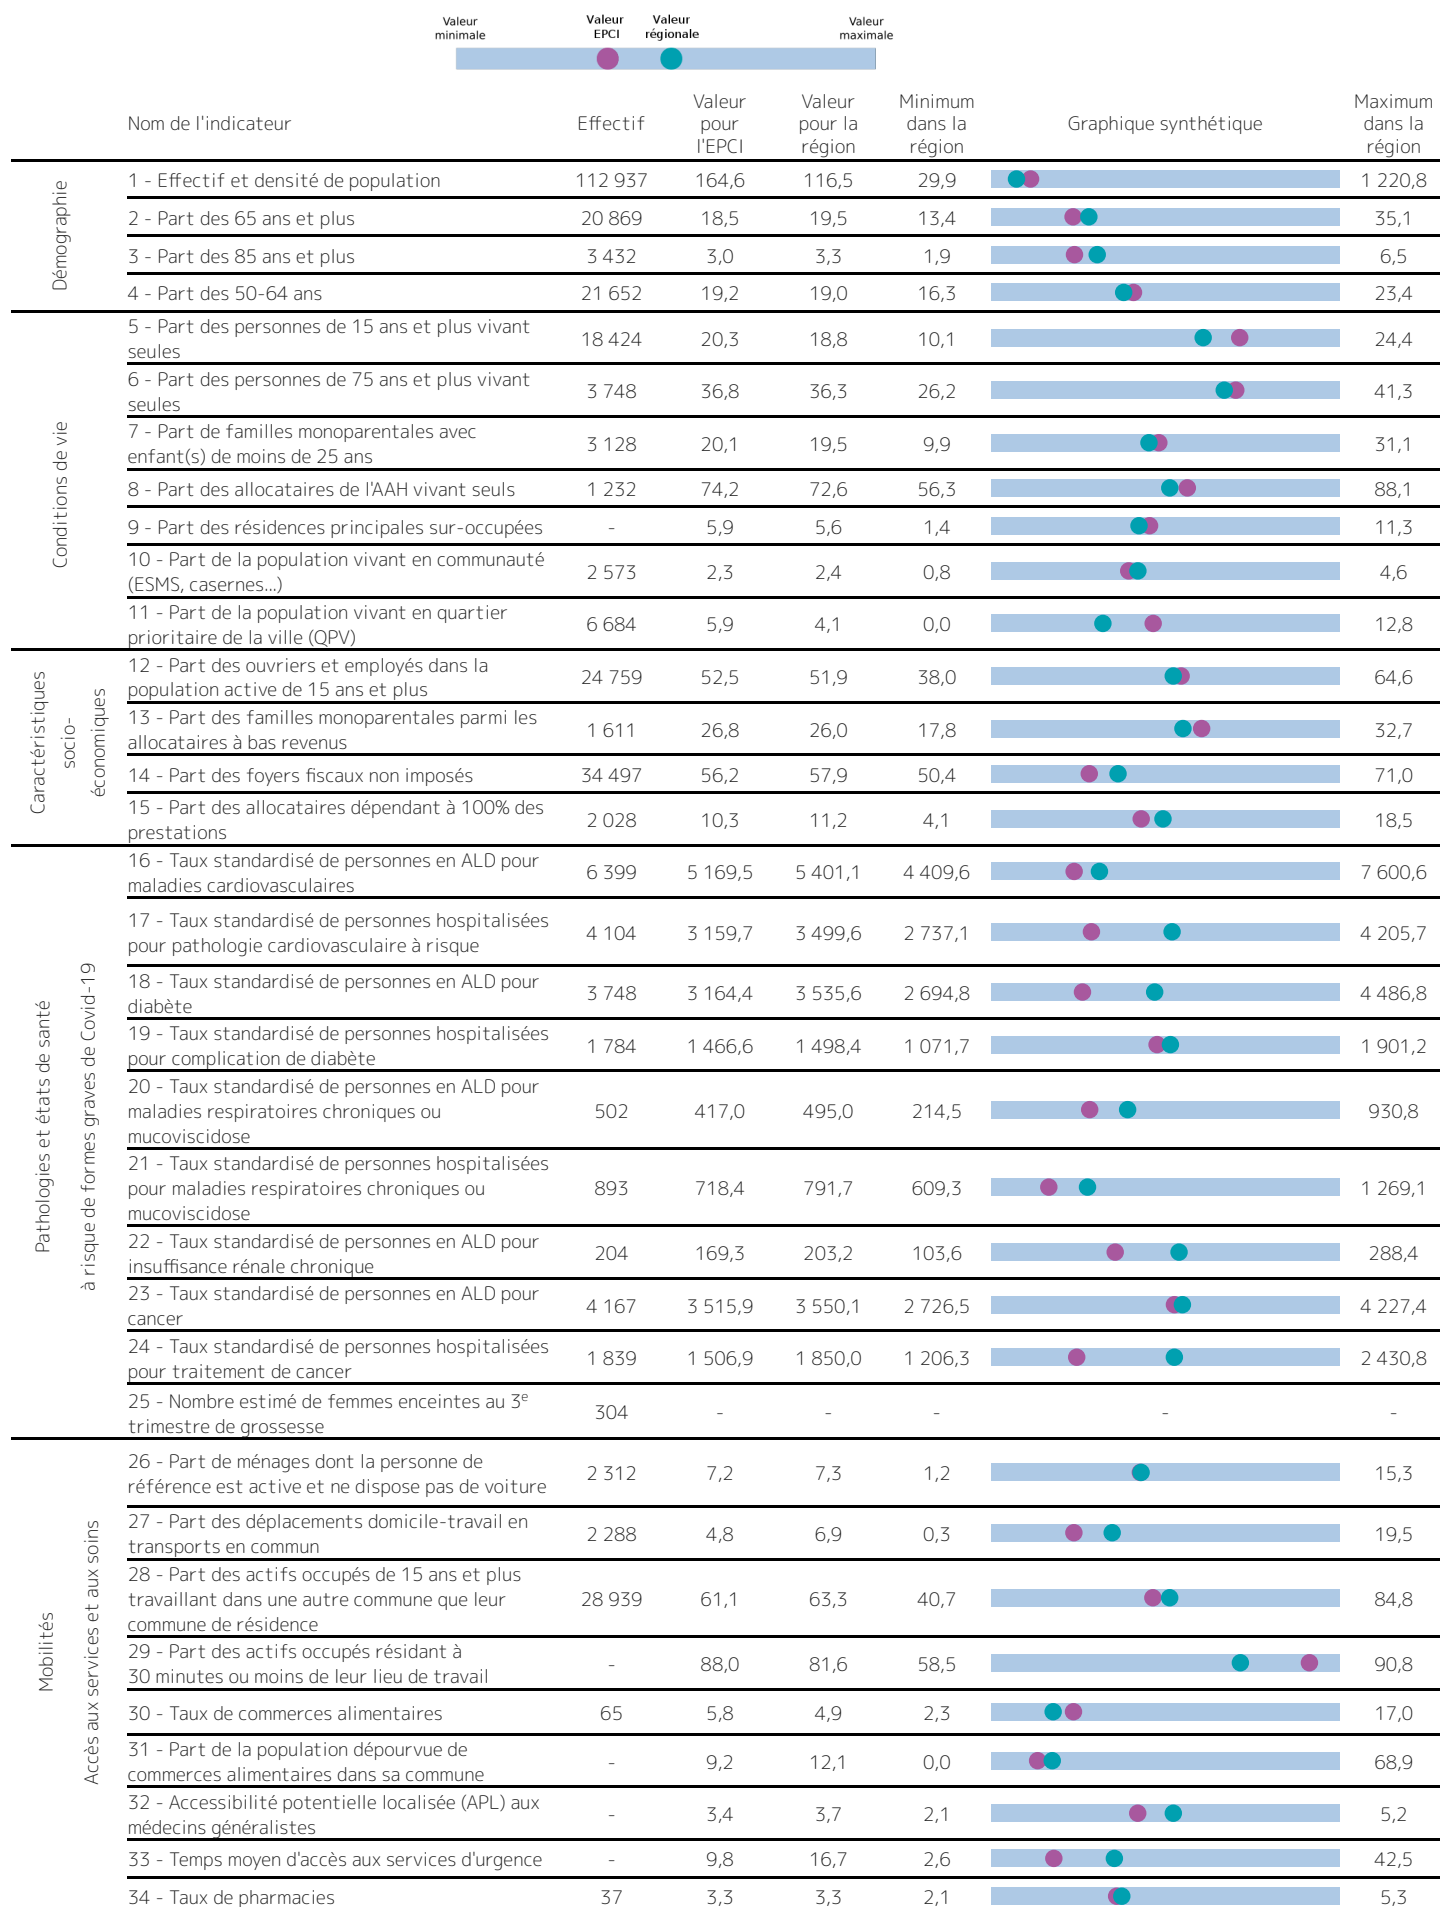 Valeur minimale
Valeur EPCI
Valeur régionale
Valeur maximale
Nom de l'indicateur
Effectif
Valeur pour l'EPCI
Valeur pour la région
Minimum dans la région
Graphique synthétique
Maximum dans la région
Démographie
1 - Effectif et densité de population 112 937 164,6 116,5 29,9 1 220,8
2 - Part des 65 ans et plus 20 869 18,5 19,5 13,4 35,1
3 - Part des 85 ans et plus 3 432 3,0 3,3 1,9 6,5
4 - Part des 50-64 ans 21 652 19,2 19,0 16,3 23,4
Conditions de vie
5 - Part des personnes de 15 ans et plus vivant
seules 18 424 20,3 18,8 10,1 24,4
6 - Part des personnes de 75 ans et plus vivant
seules 3 748 36,8 36,3 26,2 41,3
7 - Part de familles monoparentales avec
enfant(s) de moins de 25 ans 3 128 20,1 19,5 9,9 31,1
8 - Part des allocataires de l'AAH vivant seuls 1 232 74,2 72,6 56,3 88,1
9 - Part des résidences principales sur-occupées - 5,9 5,6 1,4 11,3
10 - Part de la population vivant en communauté
(ESMS, casernes...) 2 573 2,3 2,4 0,8 4,6
11 - Part de la population vivant en quartier
prioritaire de la ville (QPV) 6 684 5,9 4,1 0,0 12,8
Caractéristiques
socio-
économiques
12 - Part des ouvriers et employés dans la
population active de 15 ans et plus 24 759 52,5 51,9 38,0 64,6
13 - Part des familles monoparentales parmi les
allocataires à bas revenus 1 611 26,8 26,0 17,8 32,7
14 - Part des foyers fiscaux non imposés 34 497 56,2 57,9 50,4 71,0
15 - Part des allocataires dépendant à 100% des
prestations 2 028 10,3 11,2 4,1 18,5
Pathologies et états de santé
à risque de formes graves de Covid-19
16 - Taux standardisé de personnes en ALD pour
maladies cardiovasculaires 6 399 5 169,5 5 401,1 4 409,6 7 600,6
17 - Taux standardisé de personnes hospitalisées
pour pathologie cardiovasculaire à risque 4 104 3 159,7 3 499,6 2 737,1 4 205,7
18 - Taux standardisé de personnes en ALD pour
diabète 3 748 3 164,4 3 535,6 2 694,8 4 486,8
19 - Taux standardisé de personnes hospitalisées
pour complication de diabète 1 784 1 466,6 1 498,4 1 071,7 1 901,2
20 - Taux standardisé de personnes en ALD pour
maladies respiratoires chroniques ou
mucoviscidose 502 417,0 495,0 214,5 930,8
21 - Taux standardisé de personnes hospitalisées
pour maladies respiratoires chroniques ou
mucoviscidose 893 718,4 791,7 609,3 1 269,1
22 - Taux standardisé de personnes en ALD pour
insuffisance rénale chronique 204 169,3 203,2 103,6 288,4
23 - Taux standardisé de personnes en ALD pour
cancer 4 167 3 515,9 3 550,1 2 726,5 4 227,4
24 - Taux standardisé de personnes hospitalisées
pour traitement de cancer 1 839 1 506,9 1 850,0 1 206,3 2 430,8
25 - Nombre estimé de femmes enceintes au 3e
trimestre de grossesse 304 - - - - -
Mobilités
Accès aux services et aux soins
26 - Part de ménages dont la personne de
référence est active et ne dispose pas de voiture 2 312 7,2 7,3 1,2 15,3
27 - Part des déplacements domicile-travail en
transports en commun 2 288 4,8 6,9 0,3 19,5
28 - Part des actifs occupés de 15 ans et plus
travaillant dans une autre commune que leur
commune de résidence 28 939 61,1 63,3 40,7 84,8
29 - Part des actifs occupés résidant à
30 minutes ou moins de leur lieu de travail - 88,0 81,6 58,5 90,8
30 - Taux de commerces alimentaires 65 5,8 4,9 2,3 17,0
31 - Part de la population dépourvue de
commerces alimentaires dans sa commune - 9,2 12,1 0,0 68,9
32 - Accessibilité potentielle localisée (APL) aux
médecins généralistes - 3,4 3,7 2,1 5,2
33 - Temps moyen d'accès aux services d'urgence - 9,8 16,7 2,6 42,5
34 - Taux de pharmacies 37 3,3 3,3 2,1 5,3